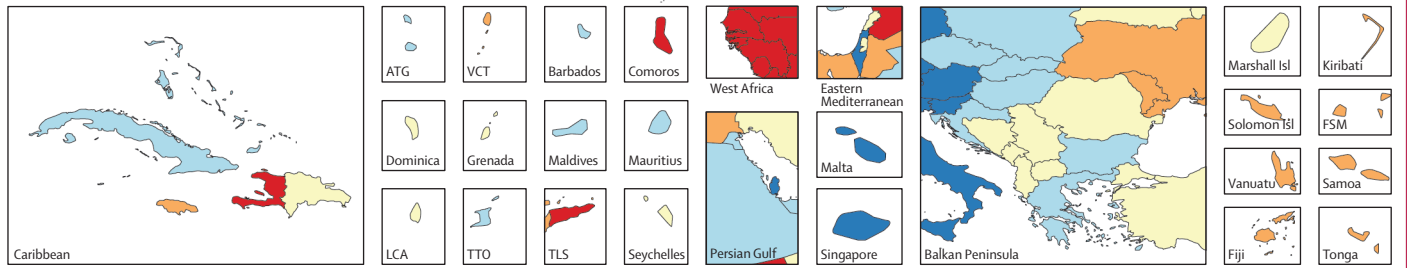 Caribbean
ATG
VCT
Barbados
Comoros
West Africa
Eastern
Mediterranean
Balkan Peninsula
Marshall Isl
Kiribati
Dominica
Grenada
Maldives
Mauritius
Malta
Solomon Isl
FSM
LCA
TTO
TLS
Seychelles
Persian Gulf
Singapore
Vanuatu
Samoa
Fiji
Tonga